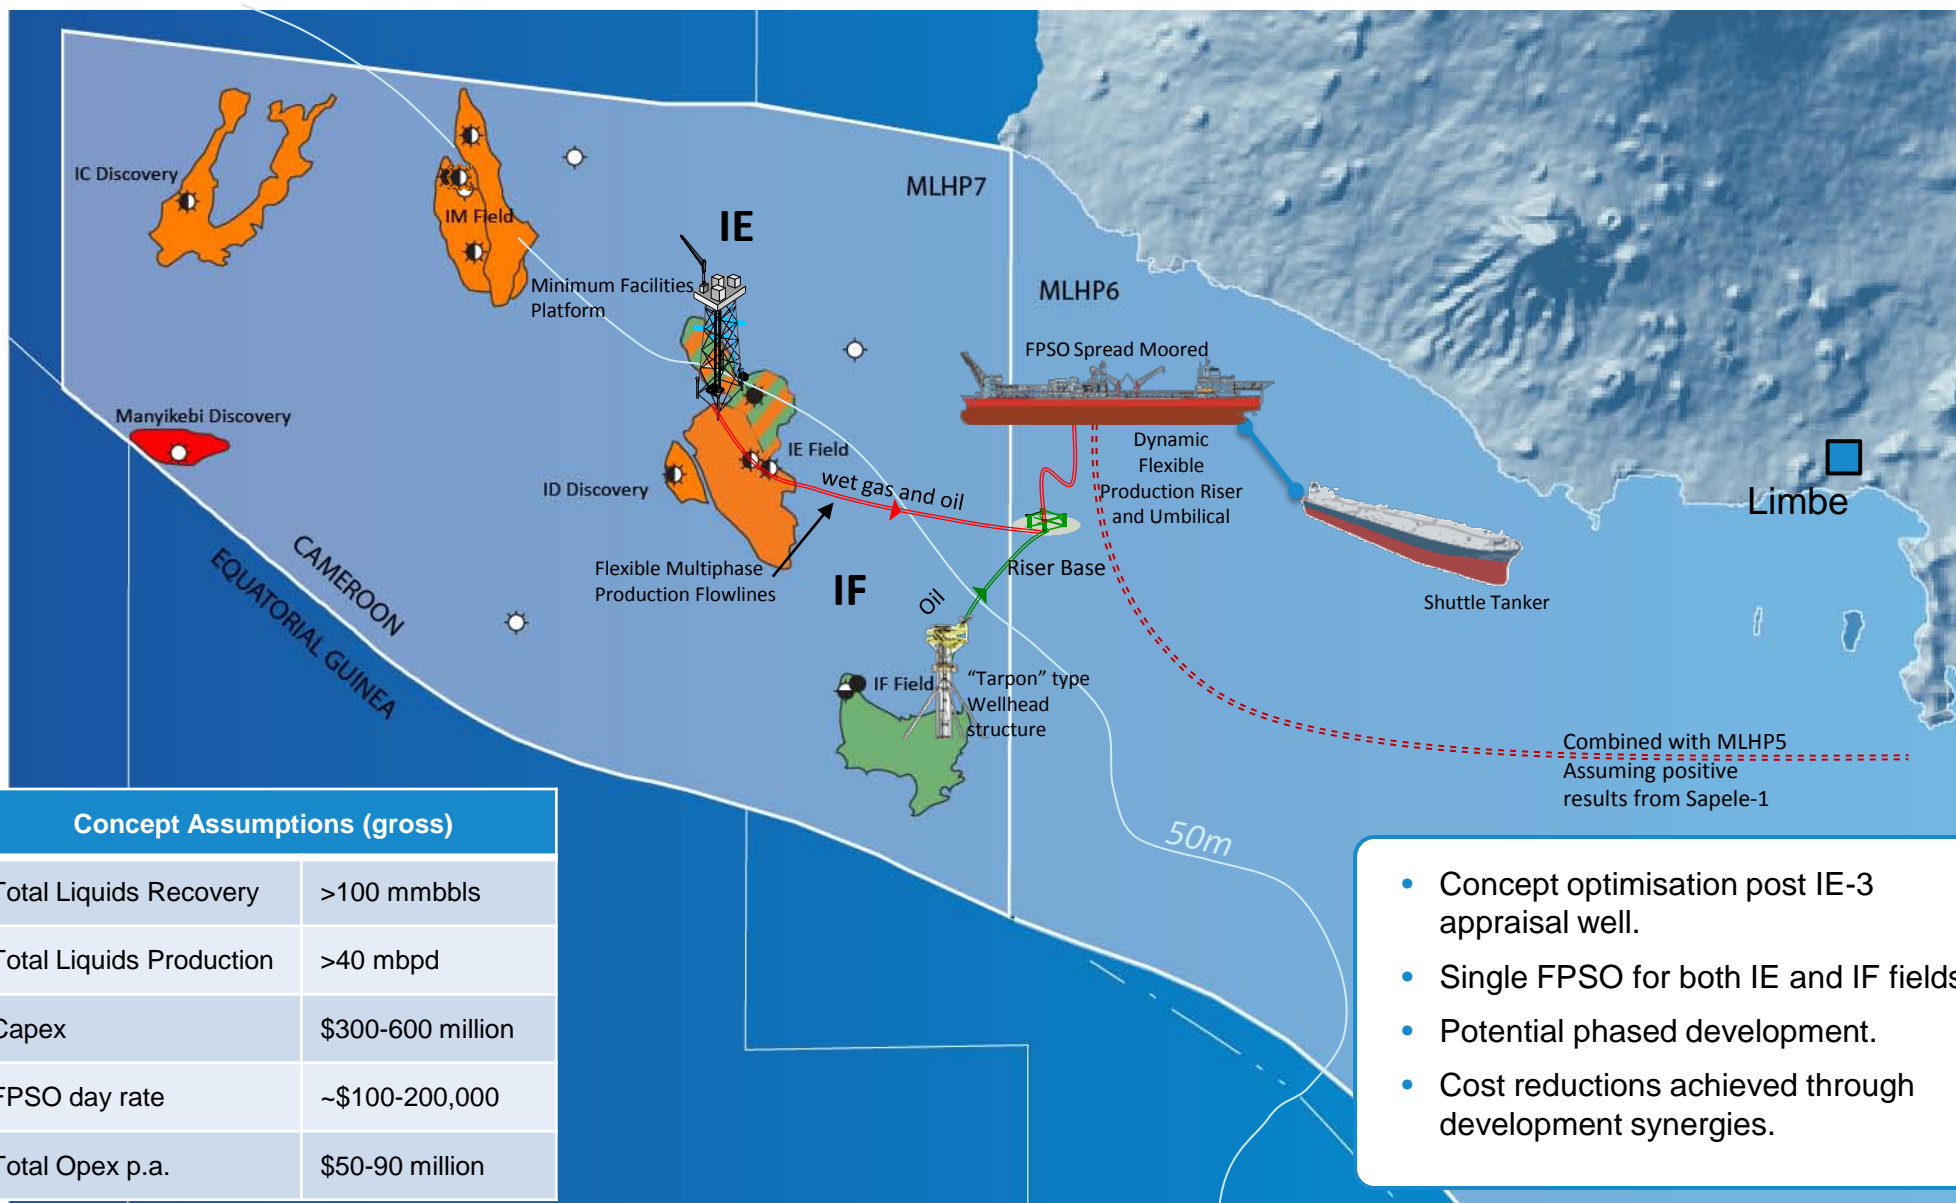 IC Discovery
IM Field
MLHP7
IE
Minimum Facilities
Platform
MLHP6
FPSO Spread Moored
Manyikebi Discovery
IE Field
ID Discovery
wet gas and oil
Dynamic
Flexible
Production Riser
and Umbilical
Limbe
CAMEROON
EQUATORIAL GUINEA
Flexible Multiphase
Production Flowlines
IF
Oil
Riser Base
Shuttle Tanker
IF Field
“Tarpon” type
Wellhead
structure
Combined with MLHP5
Assuming positive
results from Sapele-1
50m
Concept Assumptions (gross)
Total Liquids Recovery >100 mmbbls
Total Liquids Production >40 mbpd
Capex $300-600 million
FPSO day rate ~$100-200,000
Total Opex p.a. $50-90 million
• Concept optimisation post IE-3
appraisal well.
• Single FPSO for both IE and IF fields
• Potential phased development.
• Cost reductions achieved through
development synergies.